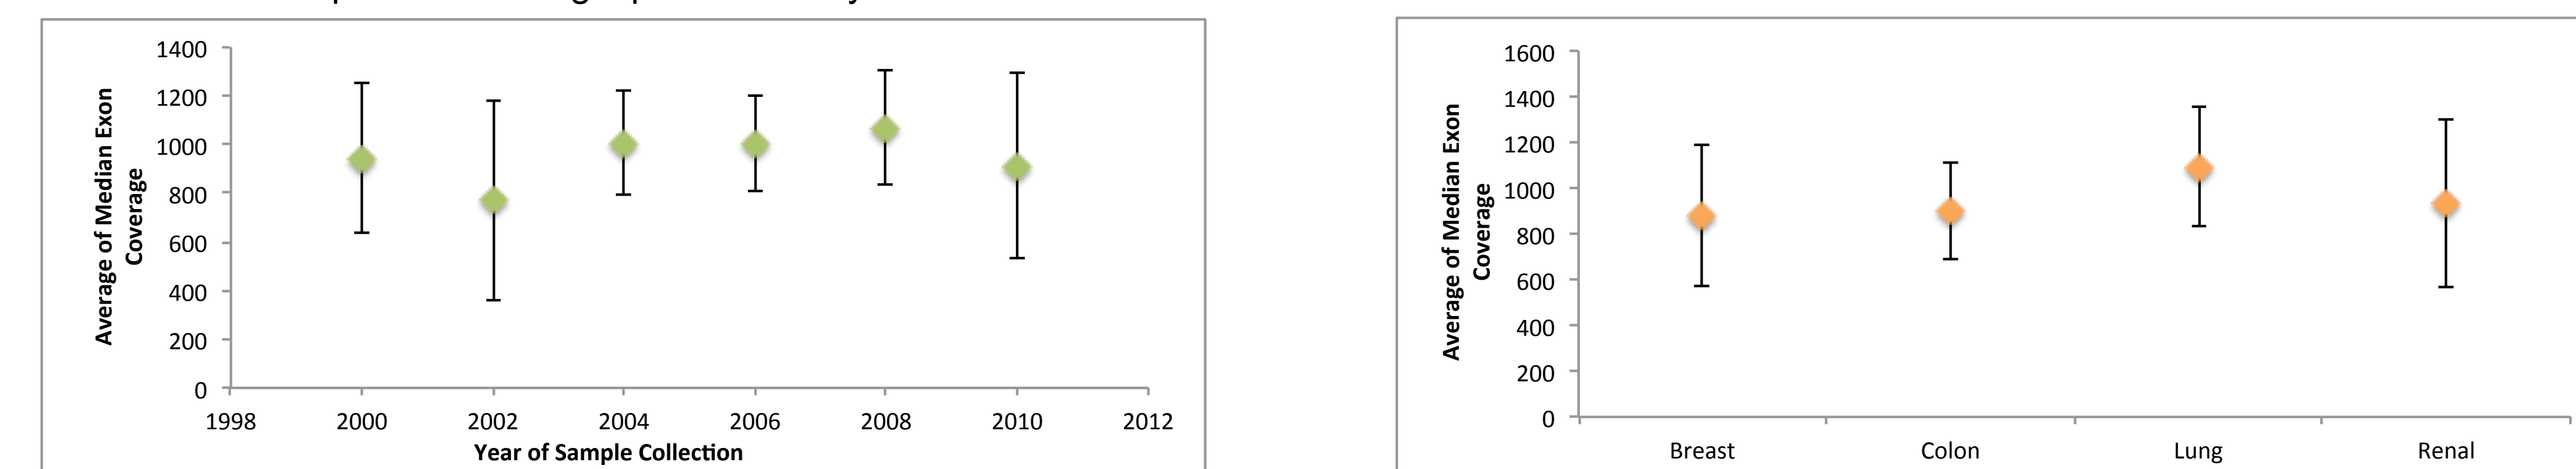 1400
1200
1000
800
600
400
200
0
1998 2000 2002 2004 2006 2008 2010 2012
Year of Sample Collection
Average of Median Exon
Coverage
1600
1400
1200
1000
800
600
400
200
0
Breast Colon Lung Renal
Average of Median Exon
Coverage